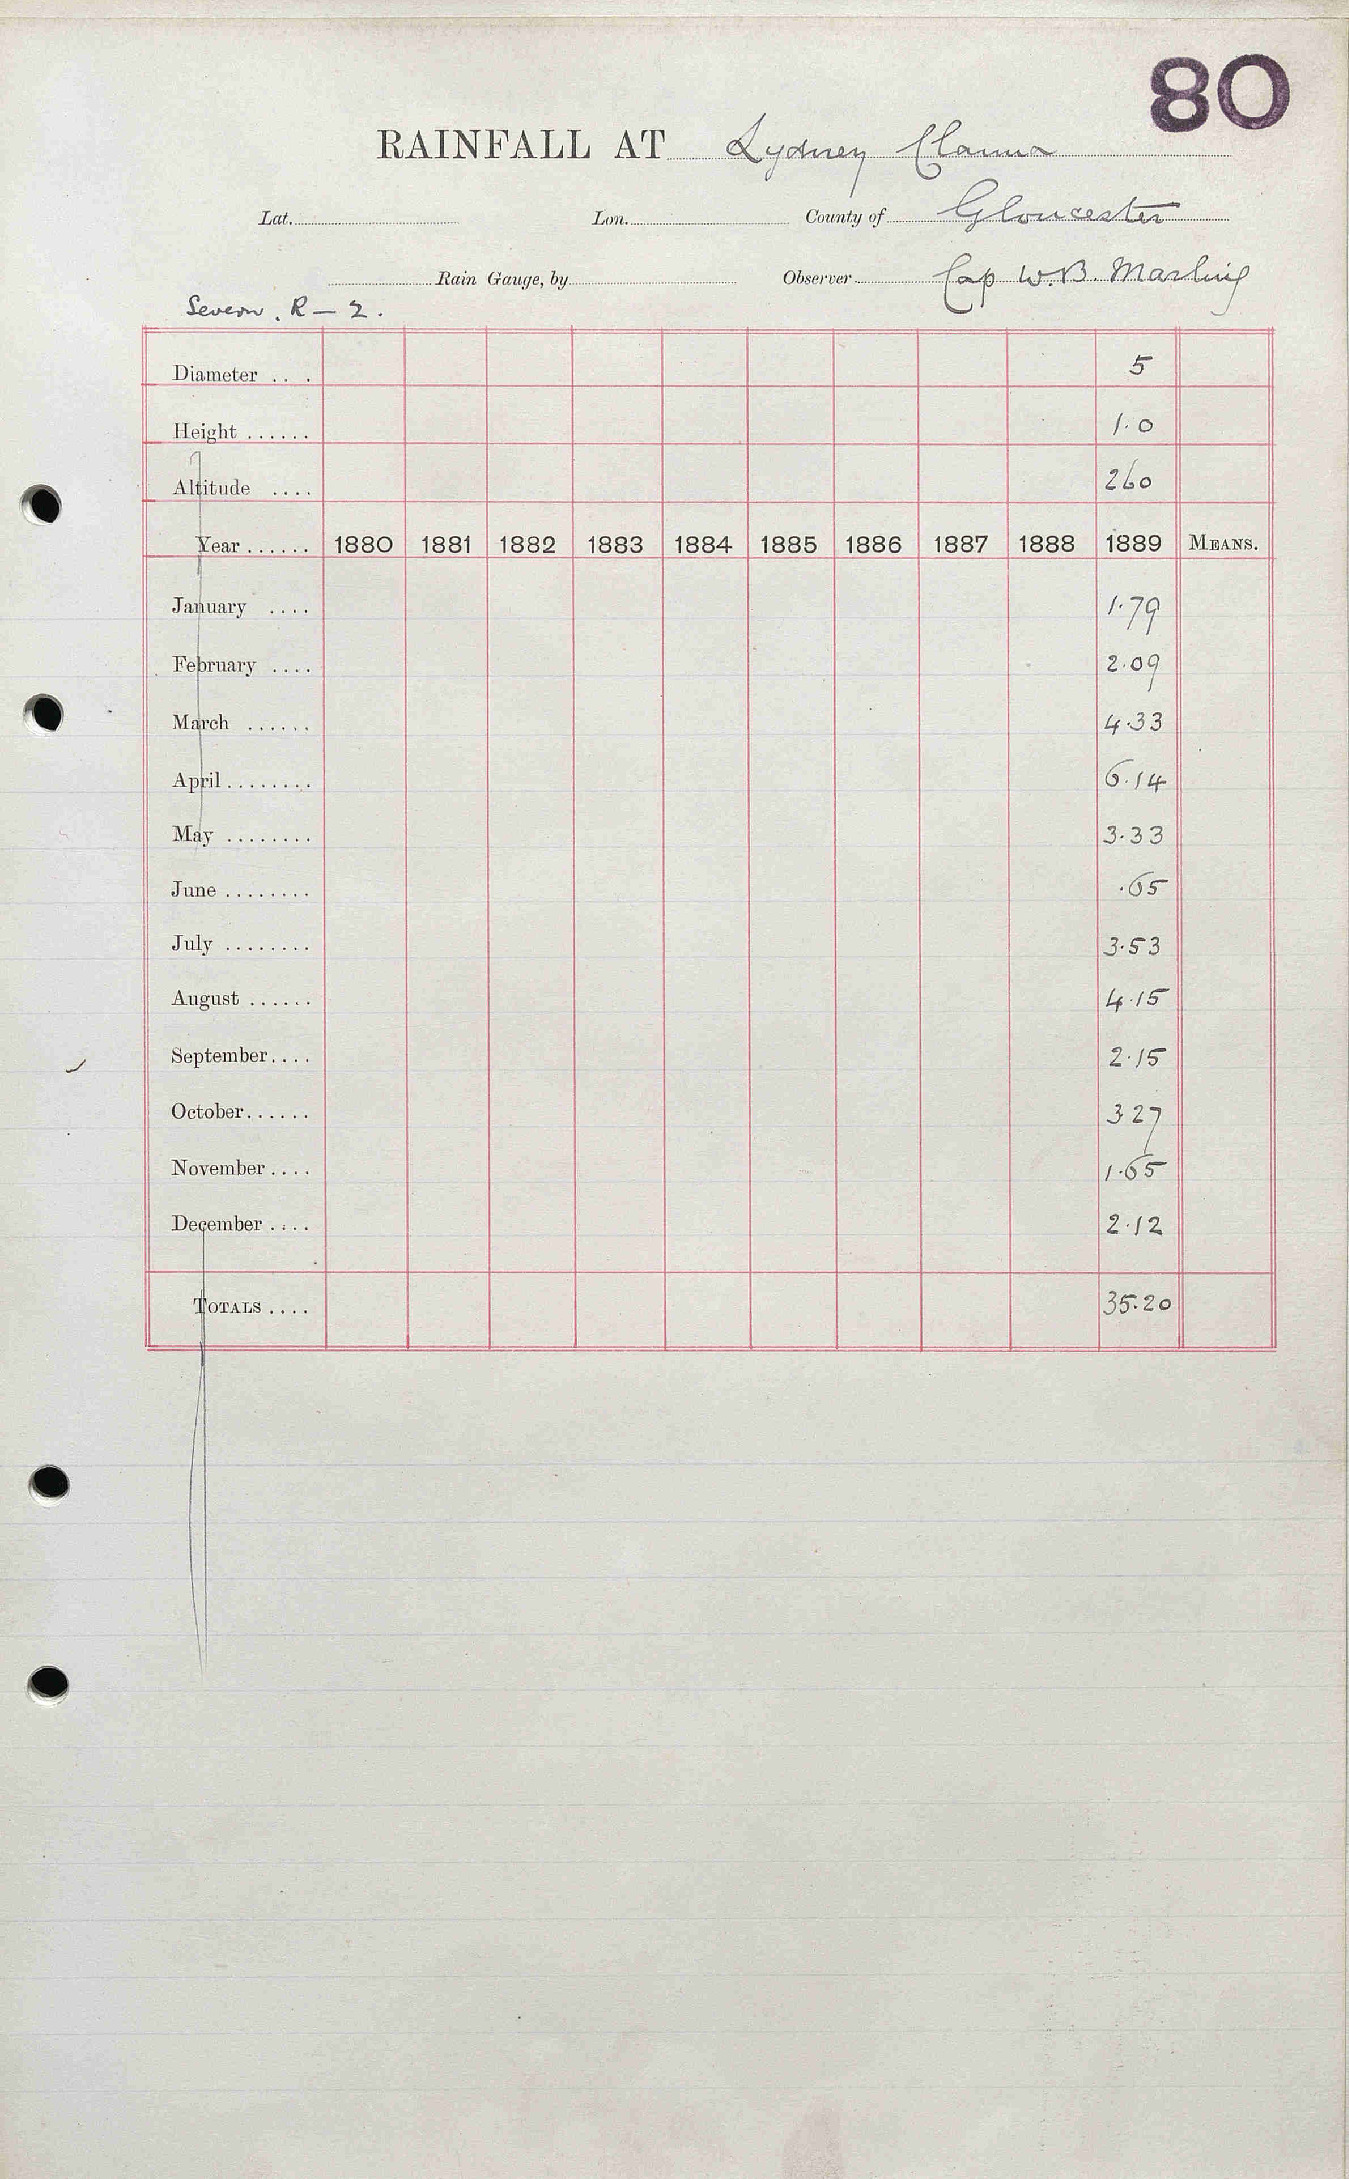 80
RAINFALL AT Lydney Clanna
Lat. Lon. County of Gloucester
Rain Gauge, by Observer Cap W.B. Marling
Severn. R - 2.
Diameter . . . 5
Height . . . . . . 1.0
Altitude . . . . 260
Year . . . . . . 1880 1881 1882 1883 1884 1885 1886 1887 1888 1889 MEANS.
January . . . . 1.79
February . . . . 2.09
March . . . . . . 4.33
April . . . . . . . . 6.14
May . . . . . . . . 3.33
June . . . . . . . . .65
July . . . . . . . . 3.53
August . . . . . . 4.15
September . . . . 2.15
October . . . . . . 3 27
November . . . . 1.65
December . . . . 2.12
TOTALS . . . . 35.20